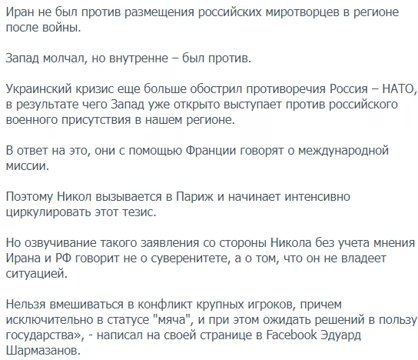 Иран не был против размещения российских миротворцев в регионе
после войны.
Запад молчал, но внутренне – был против.
Украинский кризис еще больше обострил противоречия Россия – НАТО,
в результате чего Запад уже открыто выступает против российского
военного присутствия в нашем регионе.
В ответ на это, они с помощью Франции говорят о международной
миссии.
Поэтому Никол вызывается в Париж и начинает интенсивно
циркулировать этот тезис.
Но озвучивание такого заявления со стороны Никола без учета мнения
Ирана и РФ говорит не о суверенитете, а о том, что он не владеет
ситуацией.
Нельзя вмешиваться в конфликт крупных игроков, причем
исключительно в статусе "мяча", и при этом ожидать решений в пользу
государства», - написал на своей странице в Facebook Эдуард
Шармазанов.